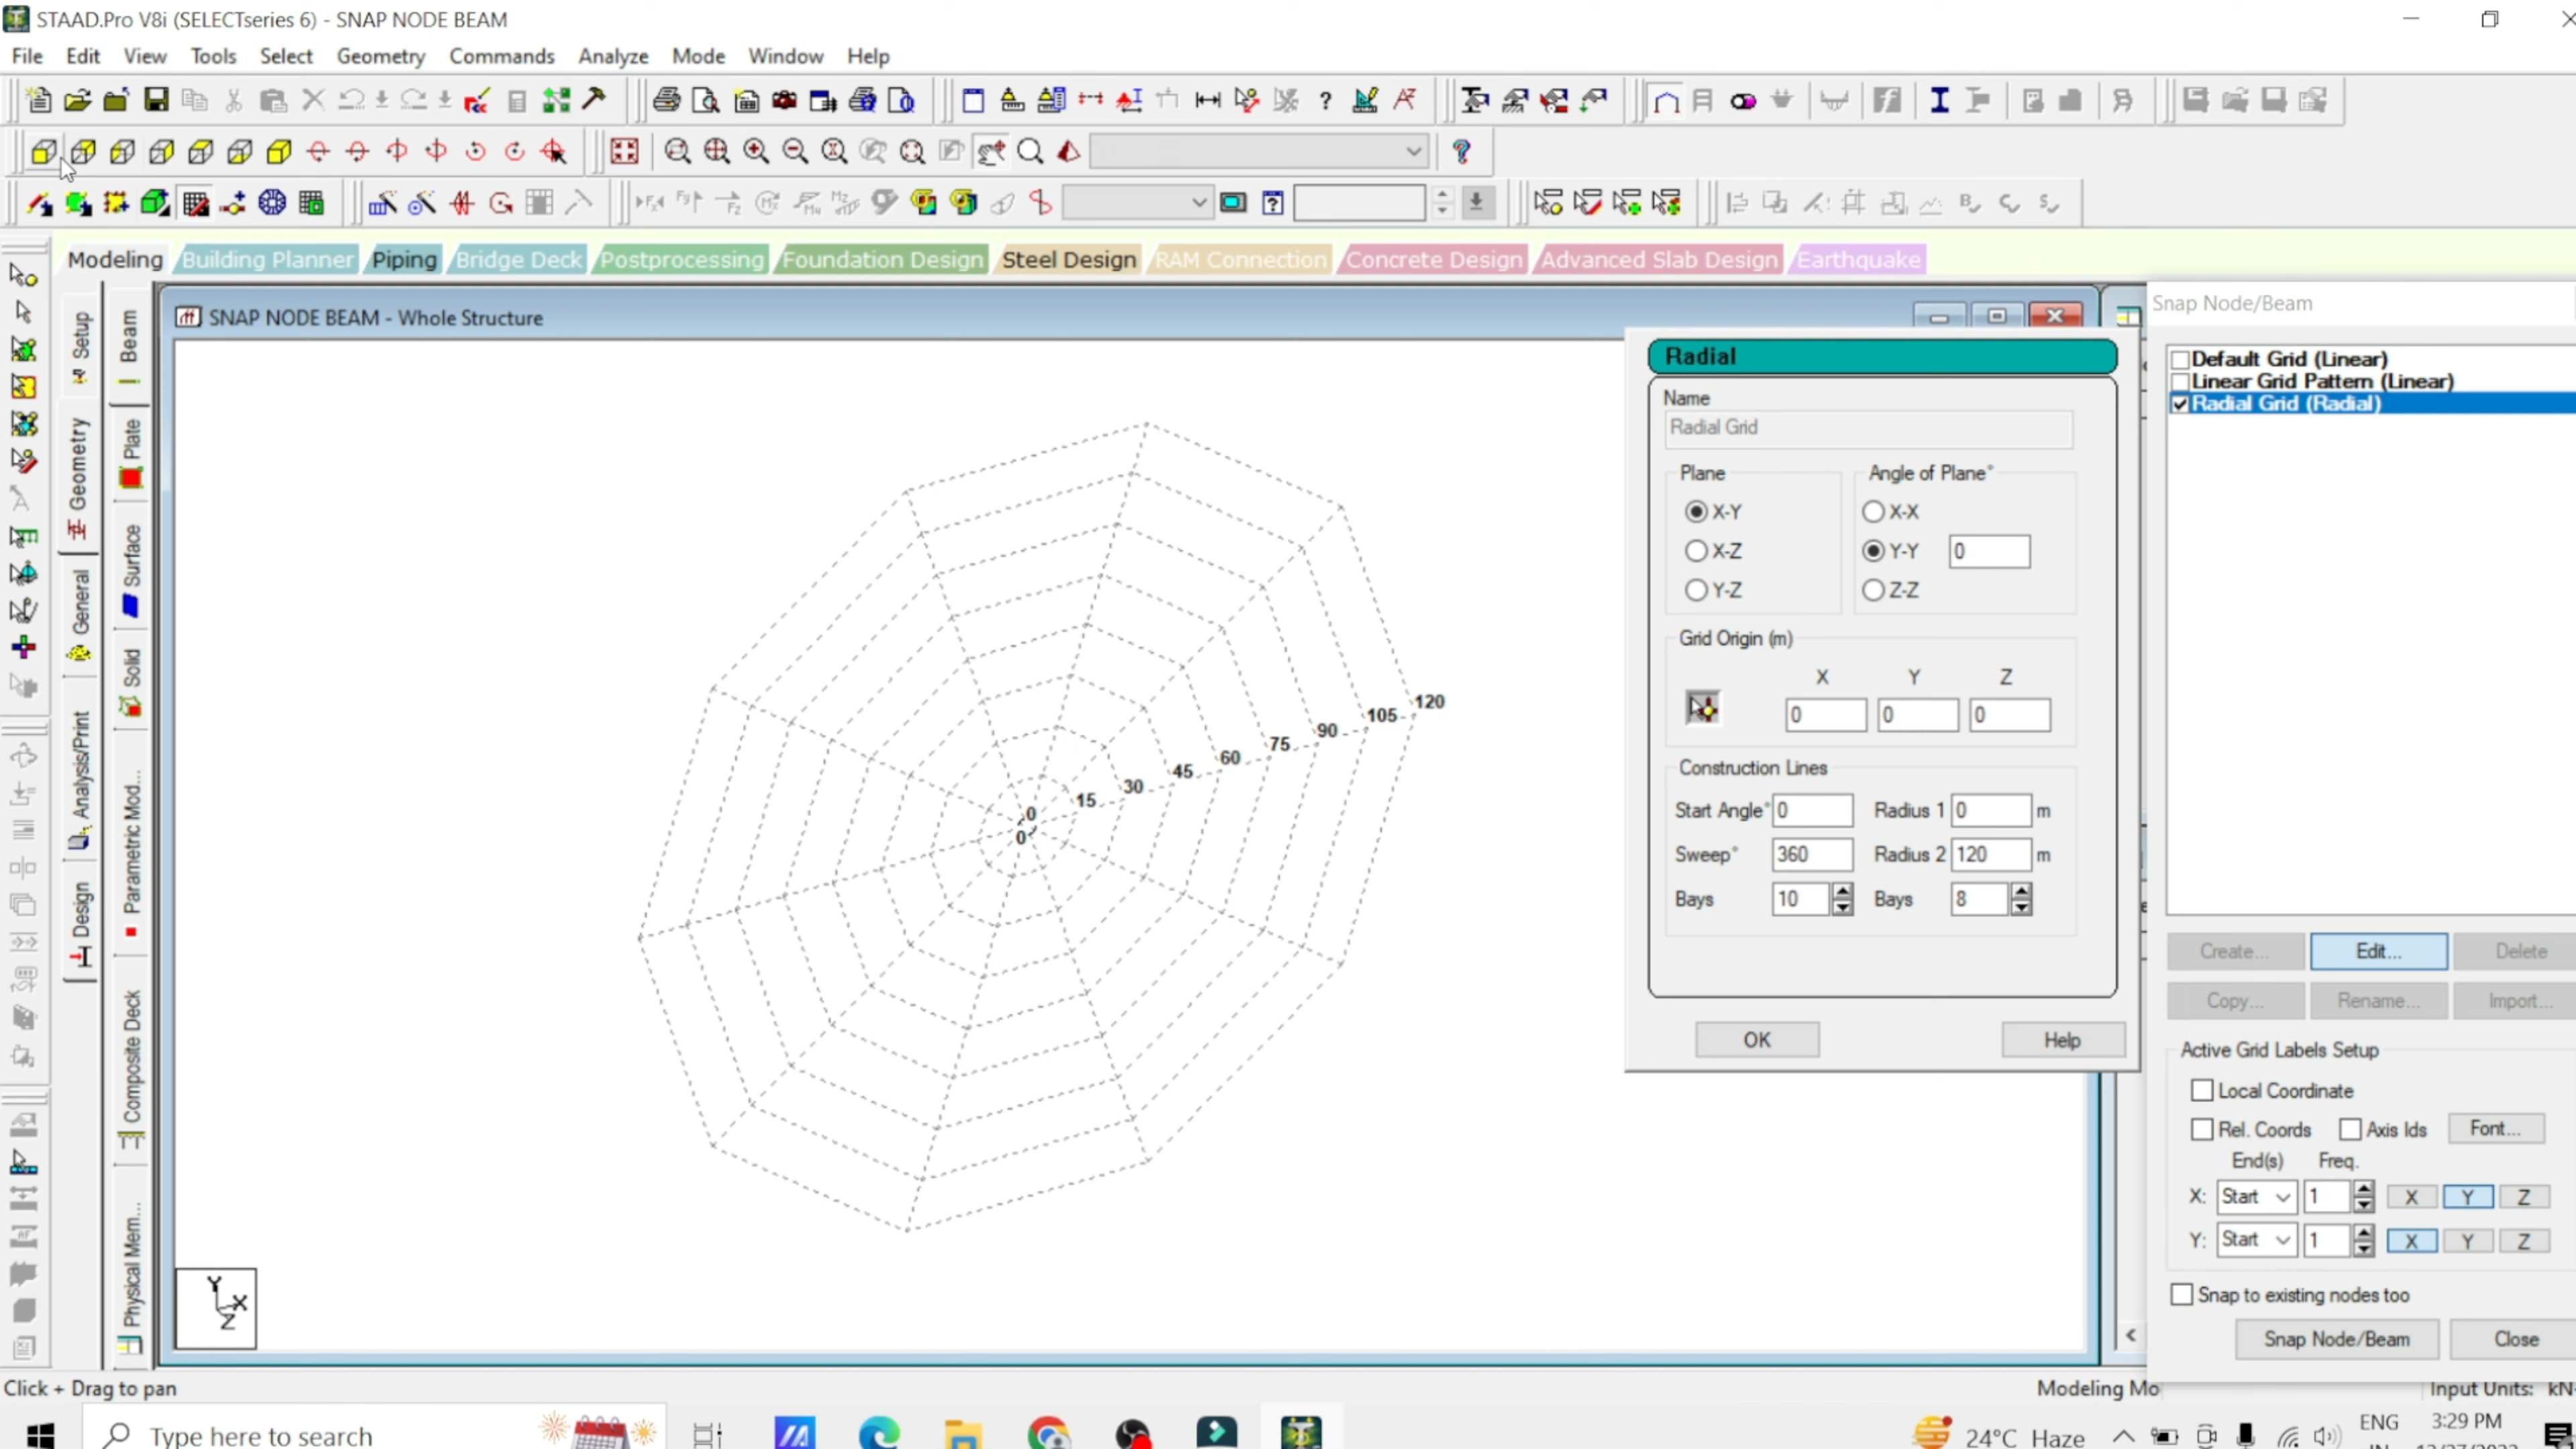 STAAD.Pro V8i (SELECTseries 6) - SNAP NODE BEAM
File Edit View Tools Select Geometry Commands Analyze Mode Window Help
Modeling Building Planner Piping Bridge Deck Postprocessing Foundation Design Steel Design RAM Connection Concrete Design Advanced Slab Design Earthquake
Setup
Geometry
General
Analysis/Print
Design
Beam
Plate
Surface
Solid
Parametric Mod...
Composite Deck
Physical Mem...
SNAP NODE BEAM - Whole Structure
120
105
90
75
60
45
30
15
0
0
Y
X
Z
Radial
Name
Radial Grid
Plane Angle of Plane°
X-Y X-X
X-Z Y-Y 0
Y-Z Z-Z
Grid Origin (m)
X Y Z
0 0 0
Construction Lines
Start Angle° 0 Radius 1 0 m
Sweep° 360 Radius 2 120 m
Bays 10 Bays 8
OK Help
Snap Node/Beam
Default Grid (Linear)
Linear Grid Pattern (Linear)
Radial Grid (Radial)
Create... Edit... Delete
Copy... Rename... Import...
Active Grid Labels Setup
Local Coordinate
Rel. Coords Axis Ids Font...
End(s) Freq.
X: Start 1 X Y Z
Y: Start 1 X Y Z
Snap to existing nodes too
Snap Node/Beam Close
Click + Drag to pan Modeling Mo Input Units: kN
Type here to search 24°C Haze ENG 3:29 PM